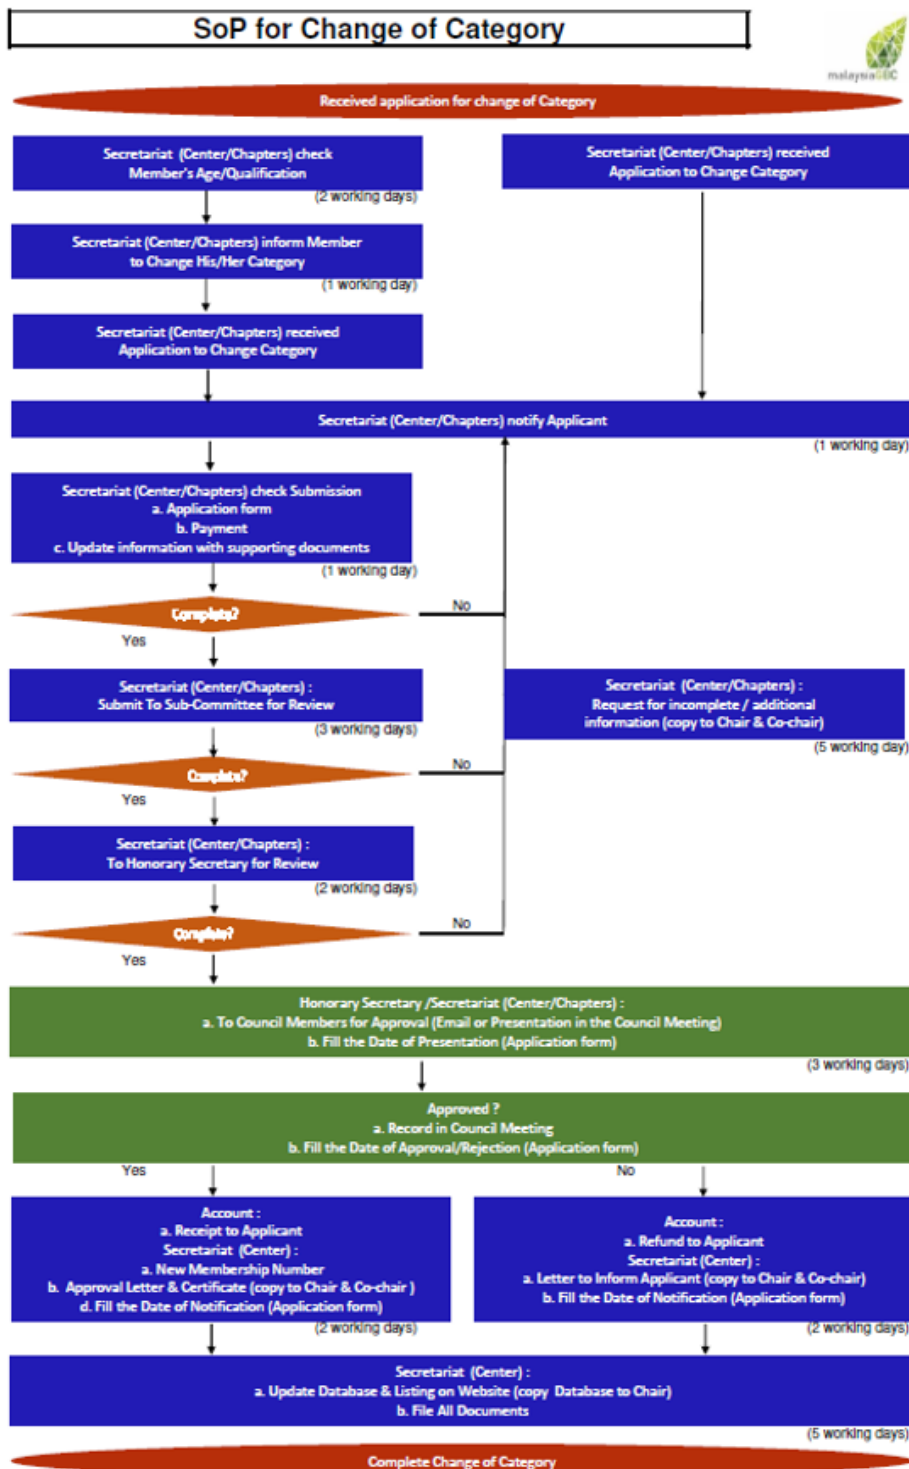 SoP for Change of Category
malaysiaGBC
Received application for change of Category
Secretariat (Center/Chapters) check
Member's Age/Qualification
(2 working days)
Secretariat (Center/Chapters) received
Application to Change Category
Secretariat (Center/Chapters) inform Member
to Change His/Her Category
(1 working day)
Secretariat (Center/Chapters) received
Application to Change Category
Secretariat (Center/Chapters) notify Applicant
(1 working day)
Secretariat (Center/Chapters) check Submission
a. Application form
b. Payment
c. Update information with supporting documents
(1 working day)
Complete?
No
Yes
Secretariat (Center/Chapters) :
Submit To Sub-Committee for Review
(3 working days)
Secretariat (Center/Chapters) :
Request for incomplete / additional
information (copy to Chair & Co-chair)
(5 working day)
Complete?
No
Yes
Secretariat (Center/Chapters) :
To Honorary Secretary for Review
(2 working days)
Complete?
No
Yes
Honorary Secretary /Secretariat (Center/Chapters) :
a. To Council Members for Approval (Email or Presentation in the Council Meeting)
b. Fill the Date of Presentation (Application form)
(3 working days)
Approved ?
a. Record in Council Meeting
b. Fill the Date of Approval/Rejection (Application form)
Yes
No
Account :
a. Receipt to Applicant
Secretariat (Center) :
a. New Membership Number
b. Approval Letter & Certificate (copy to Chair & Co-chair )
d. Fill the Date of Notification (Application form)
(2 working days)
Account :
a. Refund to Applicant
Secretariat (Center) :
a. Letter to Inform Applicant (copy to Chair & Co-chair)
b. Fill the Date of Notification (Application form)
(2 working days)
Secretariat (Center) :
a. Update Database & Listing on Website (copy Database to Chair)
b. File All Documents
(5 working days)
Complete Change of Category